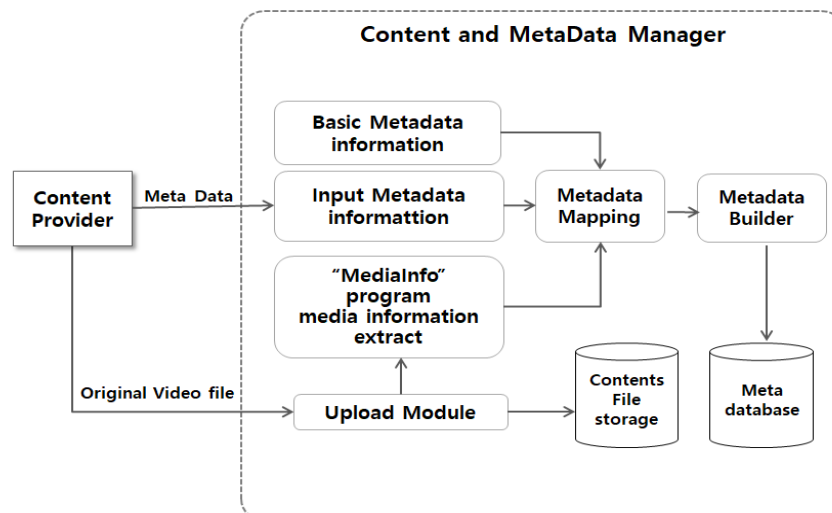 Content and MetaData Manager
Basic Metadata
information
Content
Provider
Meta Data
Input Metadata
informattion
Metadata
Mapping
Metadata
Builder
“MediaInfo”
program
media information
extract
Original Video file
Upload Module
Contents
File
storage
Meta
database